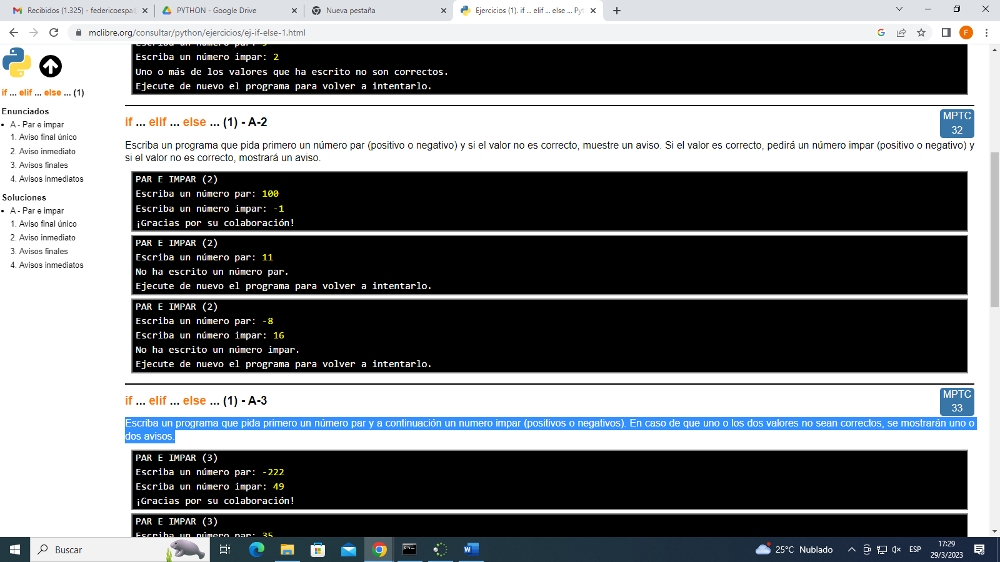 Recibidos (1.325) - federicoespa
PYTHON - Google Drive
Nueva pestaña
Ejercicios (1). if ... elif ... else ... Pyt
mclibre.org/consultar/python/ejercicios/ej-if-else-1.html
F
if ... elif ... else ... (1)
Enunciados
A - Par e impar
1. Aviso final único
2. Aviso inmediato
3. Avisos finales
4. Avisos inmediatos
Soluciones
A - Par e impar
1. Aviso final único
2. Aviso inmediato
3. Avisos finales
4. Avisos inmediatos
Escriba un número par: 9
Escriba un número impar: 2
Uno o más de los valores que ha escrito no son correctos.
Ejecute de nuevo el programa para volver a intentarlo.
if ... elif ... else ... (1) - A-2
MPTC
32
Escriba un programa que pida primero un número par (positivo o negativo) y si el valor no es correcto, muestre un aviso. Si el valor es correcto, pedirá un número impar (positivo o negativo) y
si el valor no es correcto, mostrará un aviso.
PAR E IMPAR (2)
Escriba un número par: 100
Escriba un número impar: -1
¡Gracias por su colaboración!
PAR E IMPAR (2)
Escriba un número par: 11
No ha escrito un número par.
Ejecute de nuevo el programa para volver a intentarlo.
PAR E IMPAR (2)
Escriba un número par: -8
Escriba un número impar: 16
No ha escrito un número impar.
Ejecute de nuevo el programa para volver a intentarlo.
if ... elif ... else ... (1) - A-3
MPTC
33
Escriba un programa que pida primero un número par y a continuación un numero impar (positivos o negativos). En caso de que uno o los dos valores no sean correctos, se mostrarán uno o
dos avisos.
PAR E IMPAR (3)
Escriba un número par: -222
Escriba un número impar: 49
¡Gracias por su colaboración!
PAR E IMPAR (3)
Escriba un número par: 35
Buscar
25°C Nublado
ESP
17:29
29/3/2023